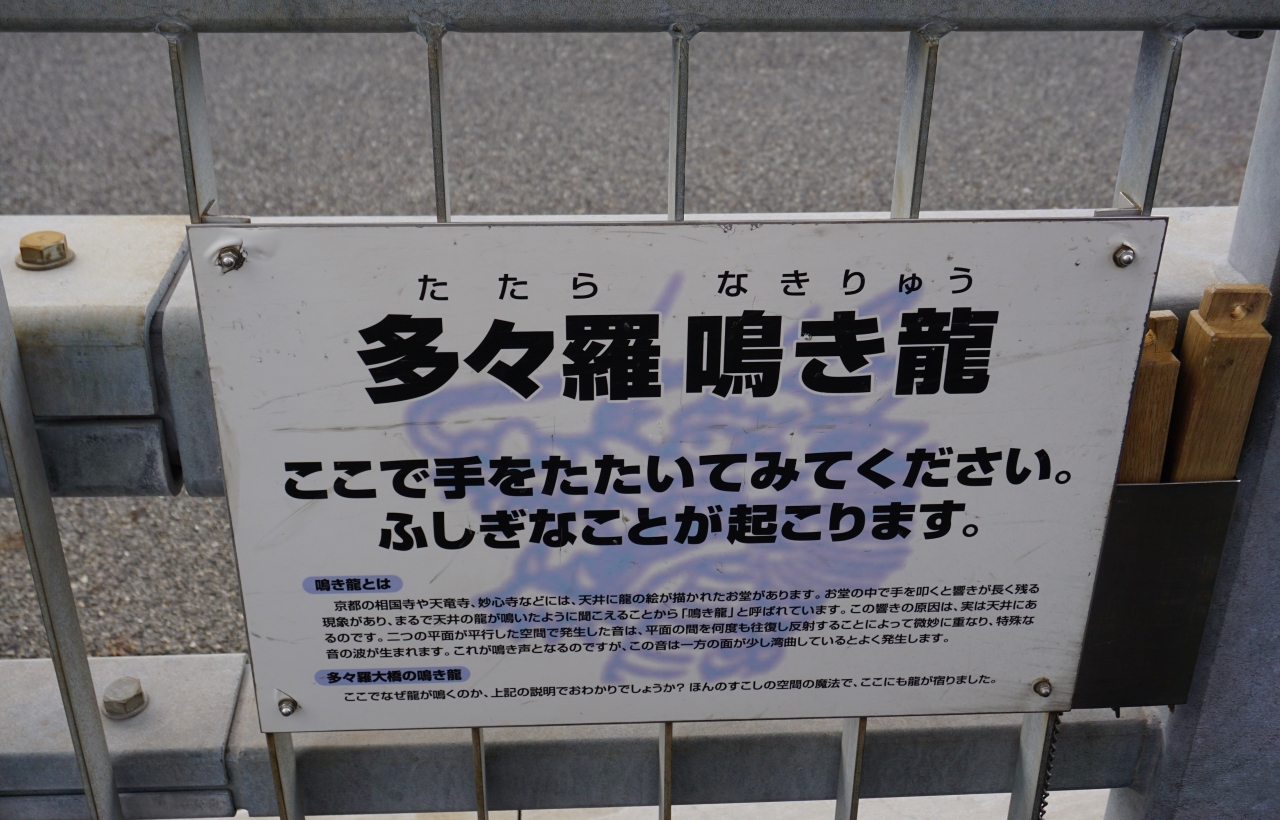 たたら なきりゅう
多々羅 鳴き龍
ここで手をたたいてみてください。
ふしぎなことが起こります。
鳴き龍とは
京都の相国寺や天竜寺、妙心寺などには、天井に龍の絵が描かれたお堂があります。お堂の中で手を叩くと響きが長く残る
現象があり、まるで天井の龍が鳴いたように聞こえることから「鳴き龍」と呼ばれています。この響きの原因は、実は天井にあ
るのです。二つの平面が平行した空間で発生した音は、平面の間を何度も往復し反射することによって微妙に重なり、特殊な
音の波が生まれます。これが鳴き声となるのですが、この音は一方の面が少し湾曲しているとよく発生します。
多々羅大橋の鳴き龍
ここでなぜ龍が鳴くのか、上記の説明でおわかりでしょうか?ほんのすこしの空間の魔法で、ここにも龍が宿りました。